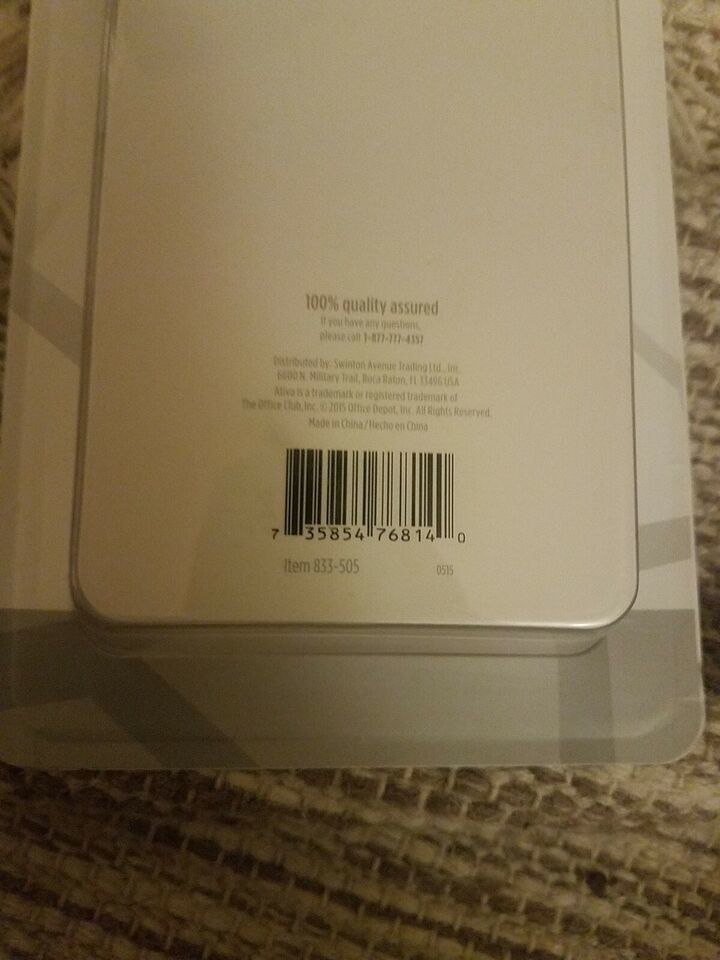 100% quality assured
If you have any questions,
please call 1-877-777-4357
Distributed by: Swinton Avenue Trading Ltd., Inc.
6600 N. Military Trail, Boca Raton, FL 33496 USA
Ativa is a trademark or registered trademark of
The Office Club, Inc. © 2015 Office Depot, Inc. All Rights Reserved.
Made in China / Hecho en China
7 35854 76814 0
Item 833-505 0515